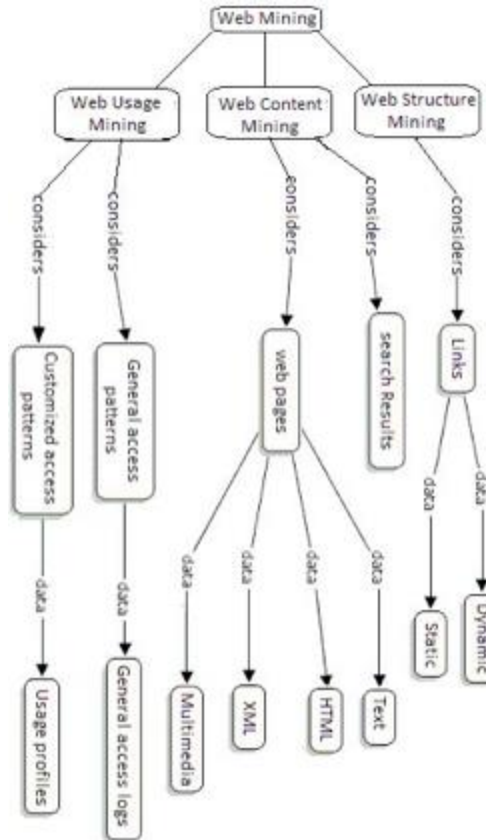 Web Mining
Web Usage
Mining
Web Content
Mining
Web Structure
Mining
considers
considers
considers
considers
considers
Customized access
patterns
General access
patterns
web pages
search Results
Links
data
data
data
data
data
data
data
data
Usage profiles
General access logs
Multimedia
XML
HTML
Text
Static
Dynamic